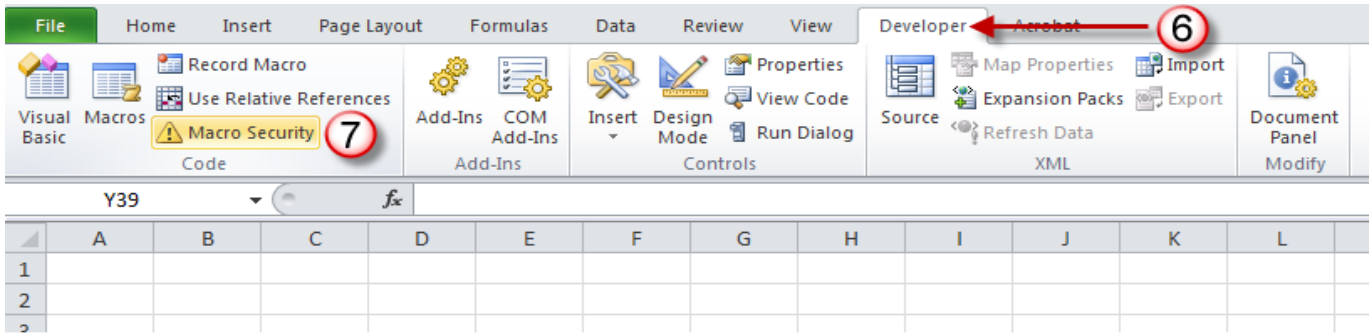 File Home Insert Page Layout Formulas Data Review View Developer Acrobat 6
Record Macro
Use Relative References
Macro Security 7
Visual Basic
Macros
Code
Add-Ins
COM Add-Ins
Add-Ins
Insert
Design Mode
Properties
View Code
Run Dialog
Controls
Source
Map Properties
Expansion Packs
Refresh Data
Import
Export
XML
Document Panel
Modify
Y39 fx
A B C D E F G H I J K L
1
2
3